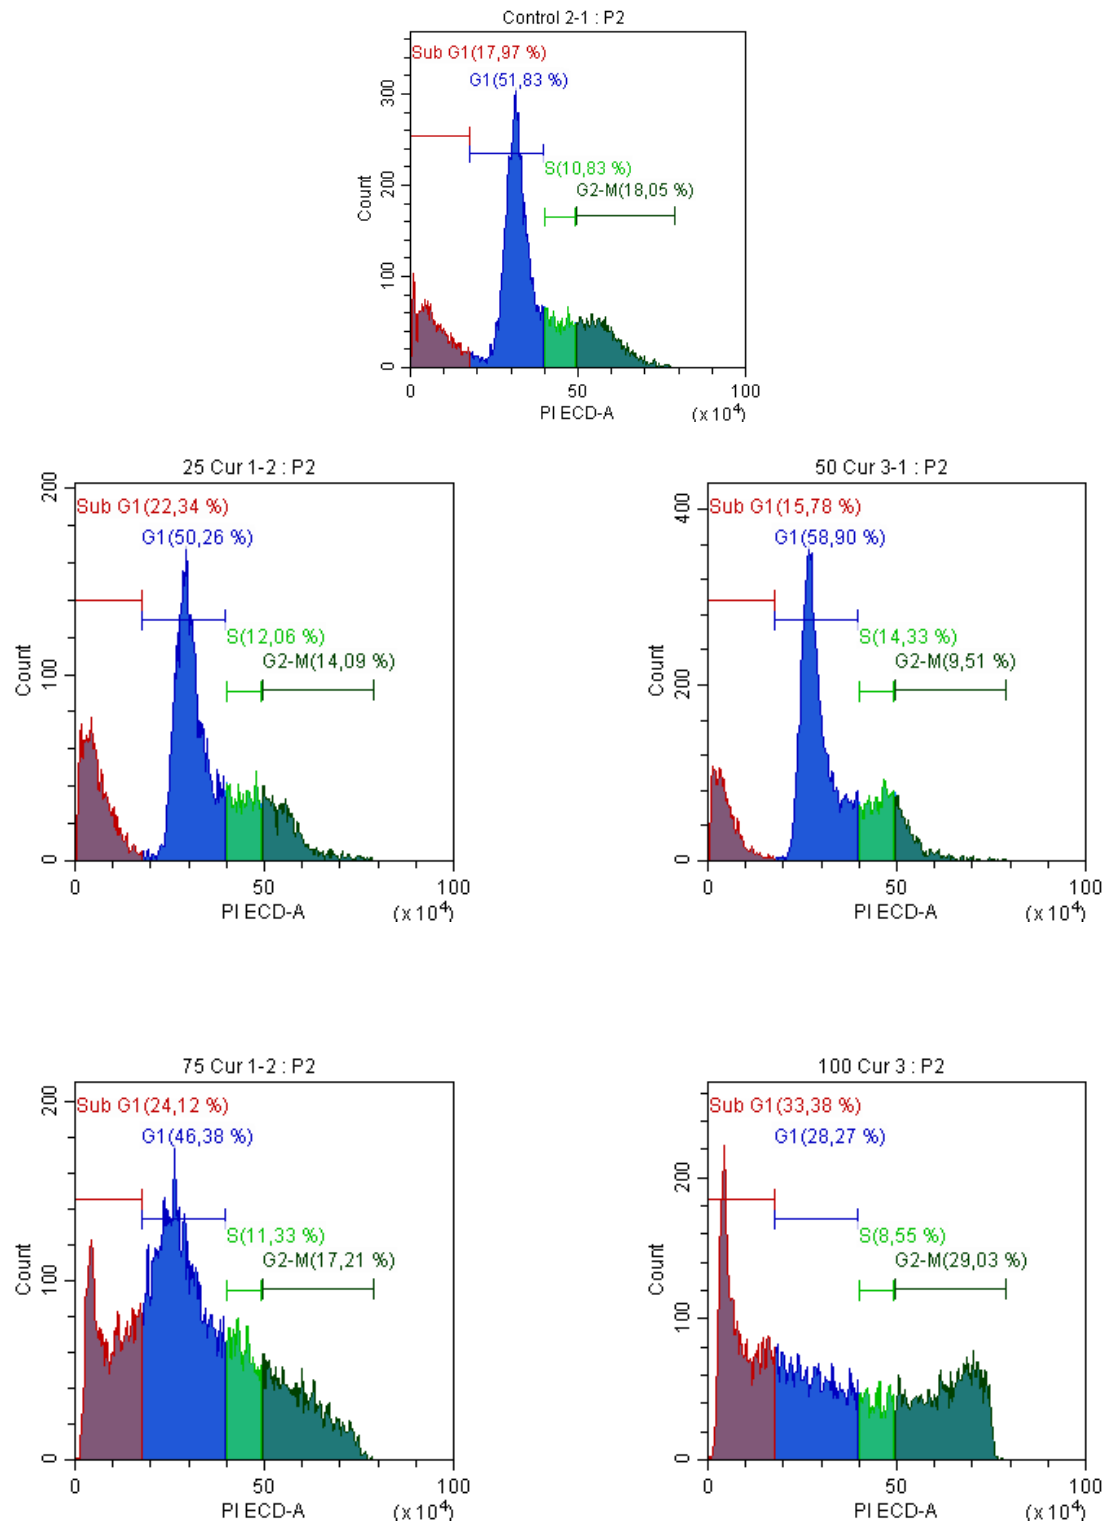 Control 2-1 : P2
Sub G1(17,97 %)
G1(51,83 %)
S(10,83 %)
G2-M(18,05 %)
Count
300
200
100
0
0 50 100
PI ECD-A (x 10⁴)
25 Cur 1-2 : P2
Sub G1(22,34 %)
G1(50,26 %)
S(12,06 %)
G2-M(14,09 %)
Count
200
100
0
0 50 100
PI ECD-A (x 10⁴)
50 Cur 3-1 : P2
Sub G1(15,78 %)
G1(58,90 %)
S(14,33 %)
G2-M(9,51 %)
Count
400
200
0
0 50 100
PI ECD-A (x 10⁴)
75 Cur 1-2 : P2
Sub G1(24,12 %)
G1(46,38 %)
S(11,33 %)
G2-M(17,21 %)
Count
200
100
0
0 50 100
PI ECD-A (x 10⁴)
100 Cur 3 : P2
Sub G1(33,38 %)
G1(28,27 %)
S(8,55 %)
G2-M(29,03 %)
Count
200
100
0
0 50 100
PI ECD-A (x 10⁴)